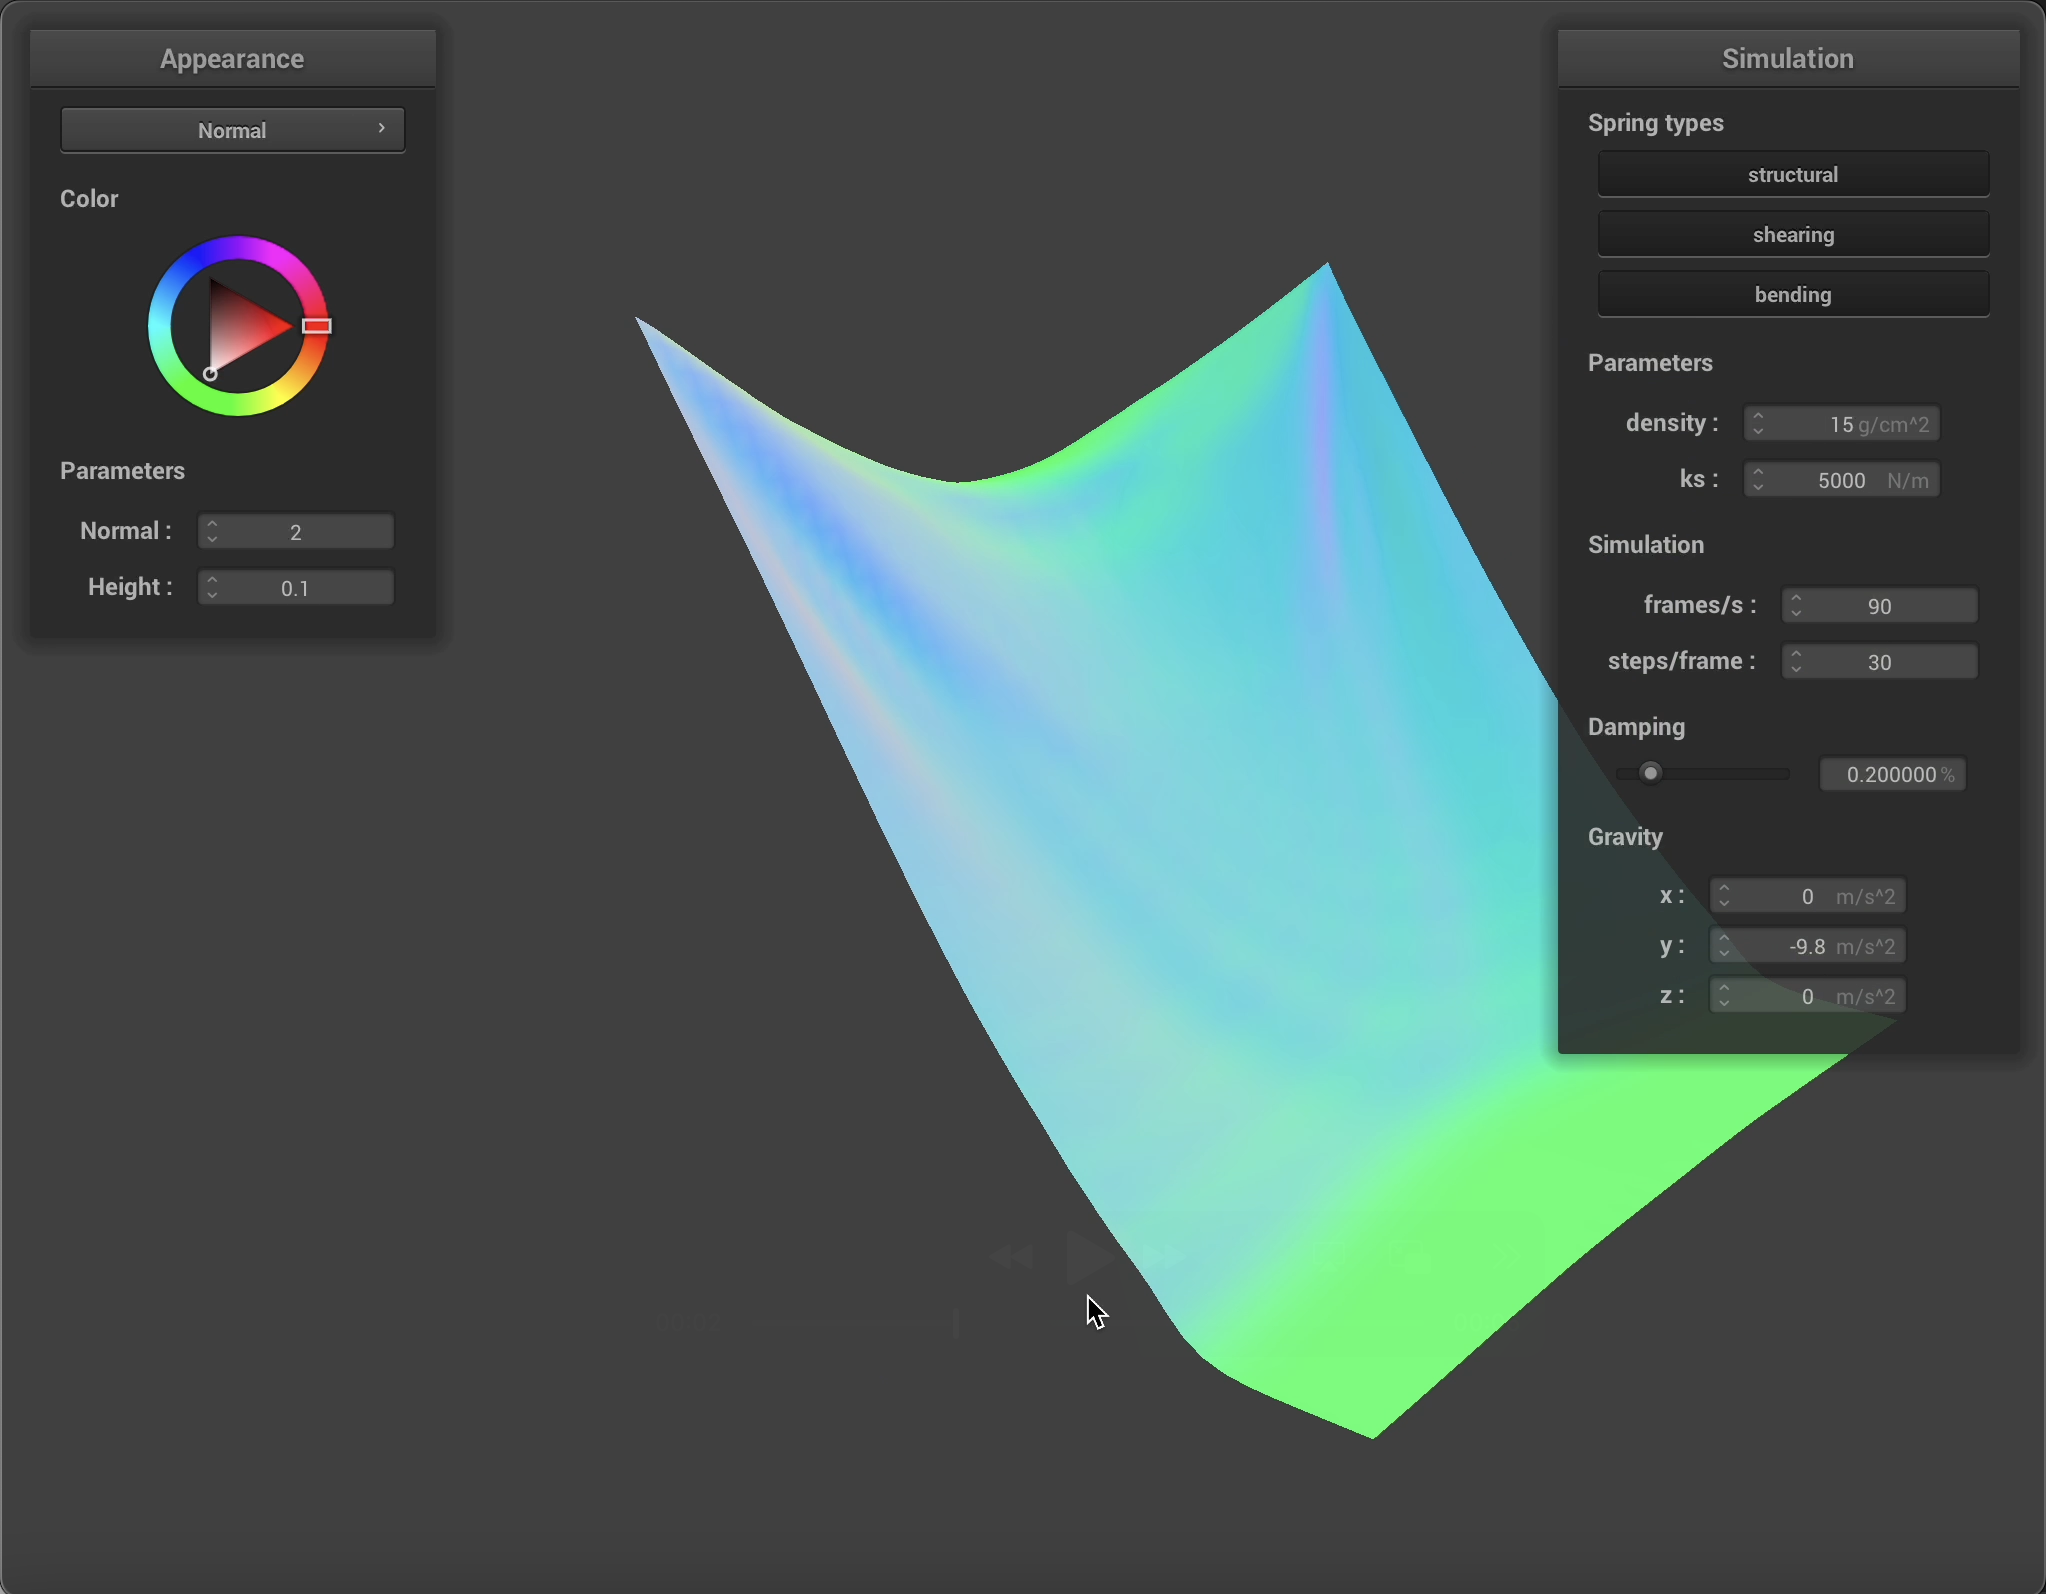 Appearance
Normal
Color
Parameters
Normal : 2
Height : 0.1
Simulation
Spring types
structural
shearing
bending
Parameters
density : 15 g/cm^2
ks : 5000 N/m
Simulation
frames/s : 90
steps/frame : 30
Damping
0.200000 %
Gravity
x : 0 m/s^2
y : -9.8 m/s^2
z : 0 m/s^2